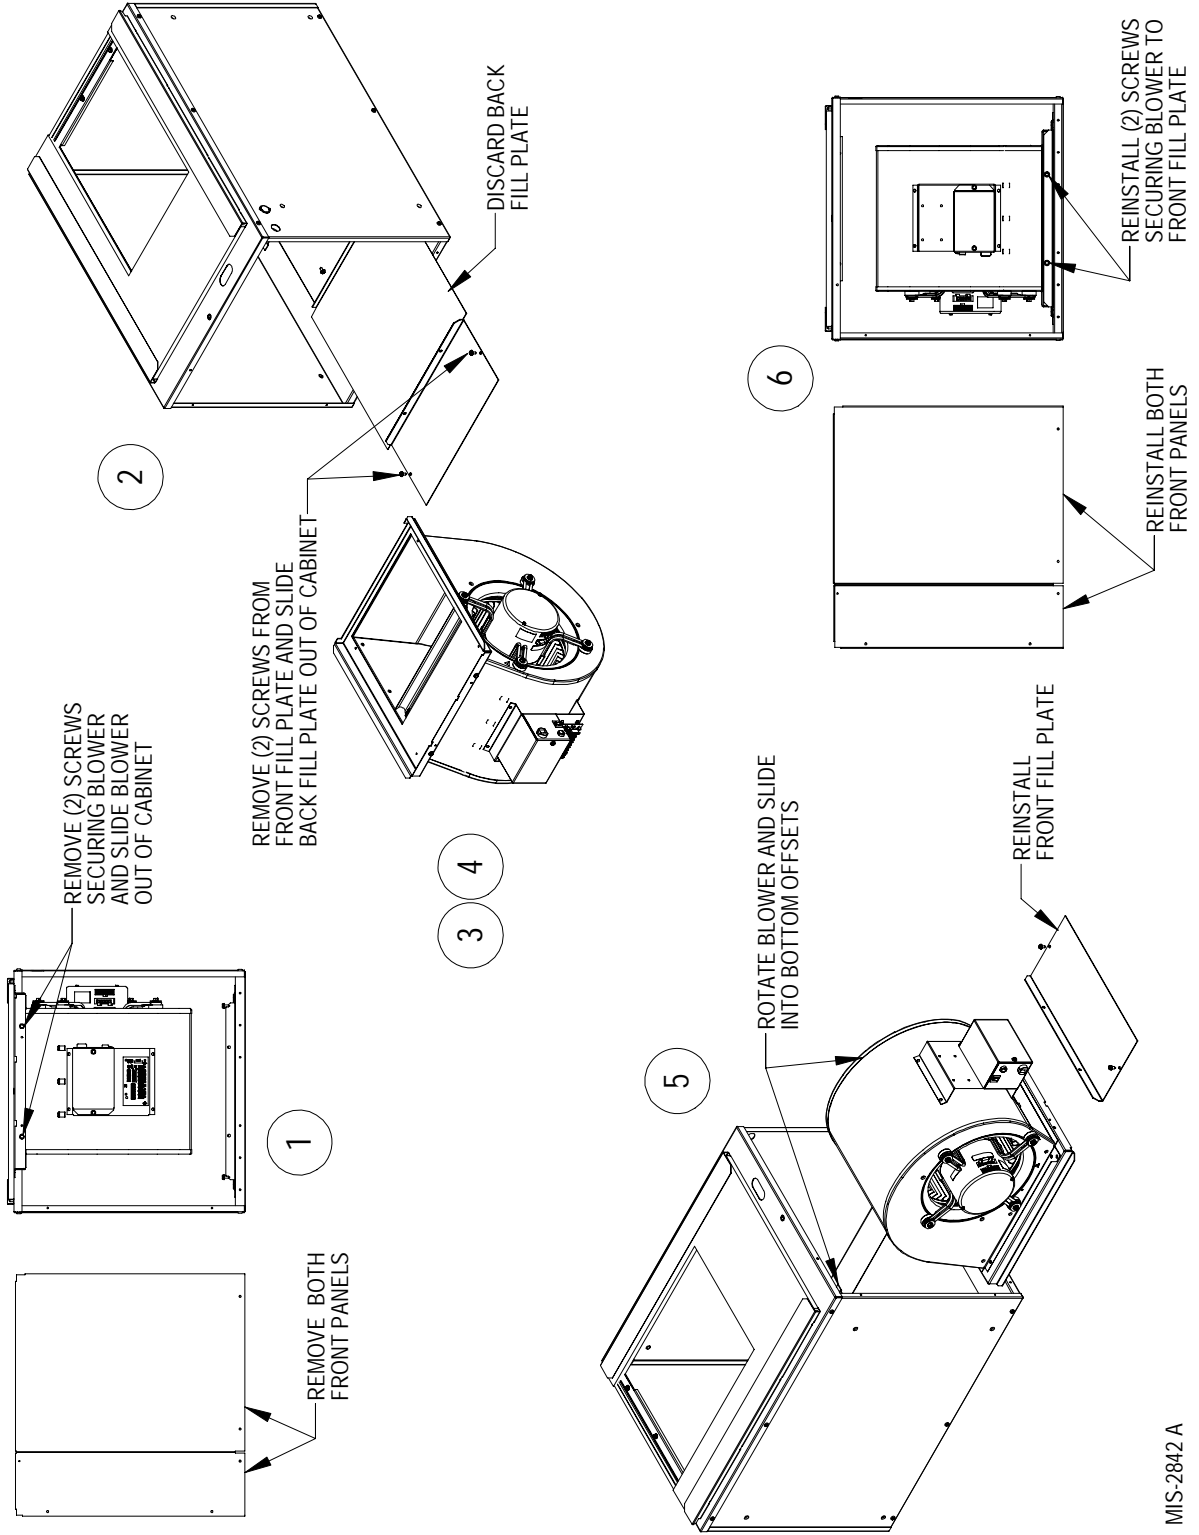 REMOVE  BOTH
FRONT PANELS
1
REMOVE (2) SCREWS
SECURING BLOWER
AND SLIDE BLOWER
OUT OF CABINET
2
REMOVE (2) SCREWS FROM
FRONT FILL PLATE AND SLIDE
BACK FILL PLATE OUT OF CABINET
DISCARD BACK
FILL PLATE
3
4
5
ROTATE BLOWER AND SLIDE
INTO BOTTOM OFFSETS
REINSTALL
FRONT FILL PLATE
6
REINSTALL BOTH
FRONT PANELS
REINSTALL (2) SCREWS
SECURING BLOWER TO
FRONT FILL PLATE
MIS-2842 A